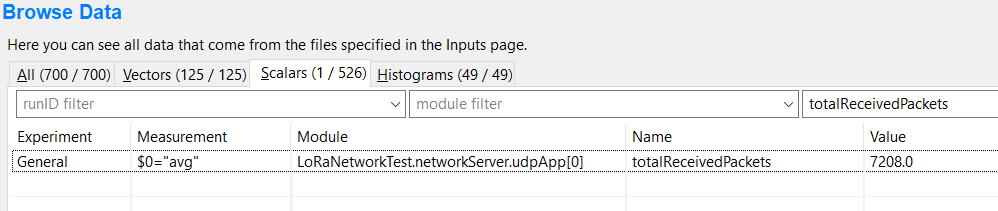 Browse Data
Here you can see all data that come from the files specified in the Inputs page.
All (700 / 700) Vectors (125 / 125) Scalars (1 / 526) Histograms (49 / 49)
runID filter module filter totalReceivedPackets
Experiment Measurement Module Name Value
General $0="avg" LoRaNetworkTest.networkServer.udpApp[0] totalReceivedPackets 7208.0